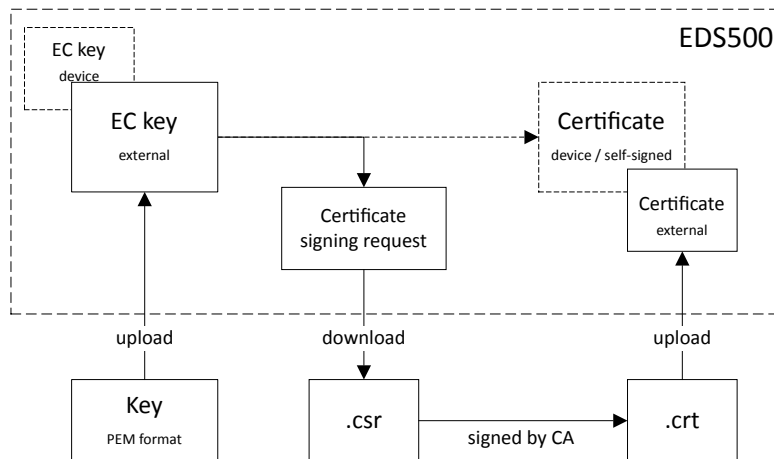 EDS500
EC key
device
EC key
external
Certificate
device / self-signed
Certificate
signing request
Certificate
external
upload
download
upload
Key
PEM format
.csr
signed by CA
.crt